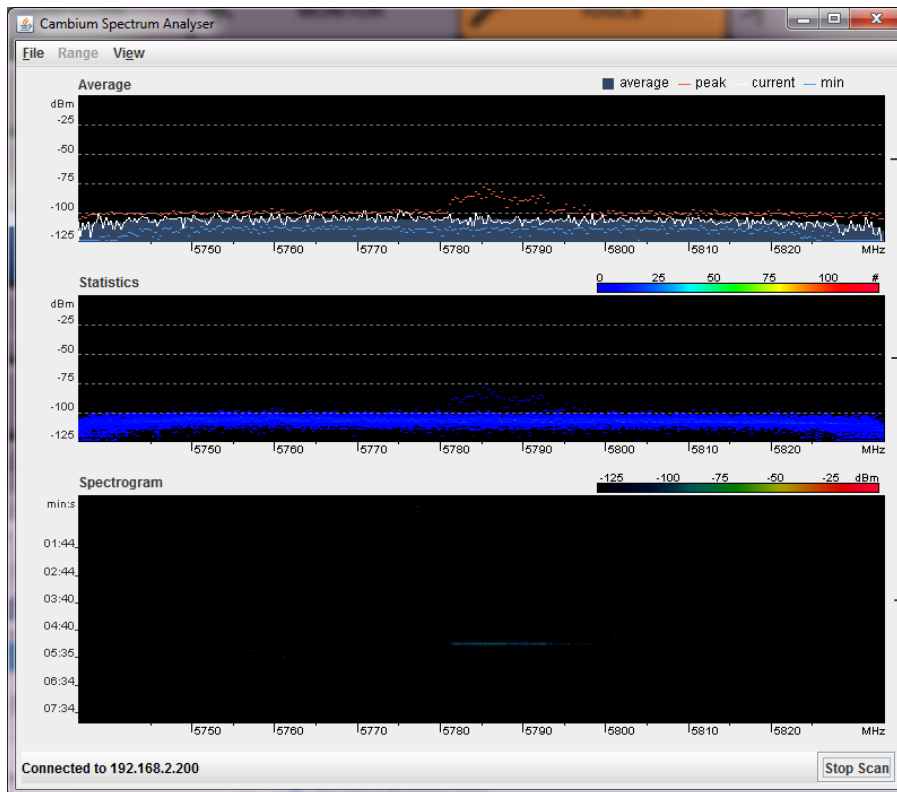 Cambium Spectrum Analyser
File Range View
Average
average peak current min
dBm
-25
-50
-75
-100
-125
5750 5760 5770 5780 5790 5800 5810 5820 MHz
Statistics
0 25 50 75 100 #
dBm
-25
-50
-75
-100
-125
5750 5760 5770 5780 5790 5800 5810 5820 MHz
Spectrogram
-125 -100 -75 -50 -25 dBm
min:s
01:44
02:44
03:40
04:40
05:35
06:34
07:34
5750 5760 5770 5780 5790 5800 5810 5820 MHz
Connected to 192.168.2.200
Stop Scan